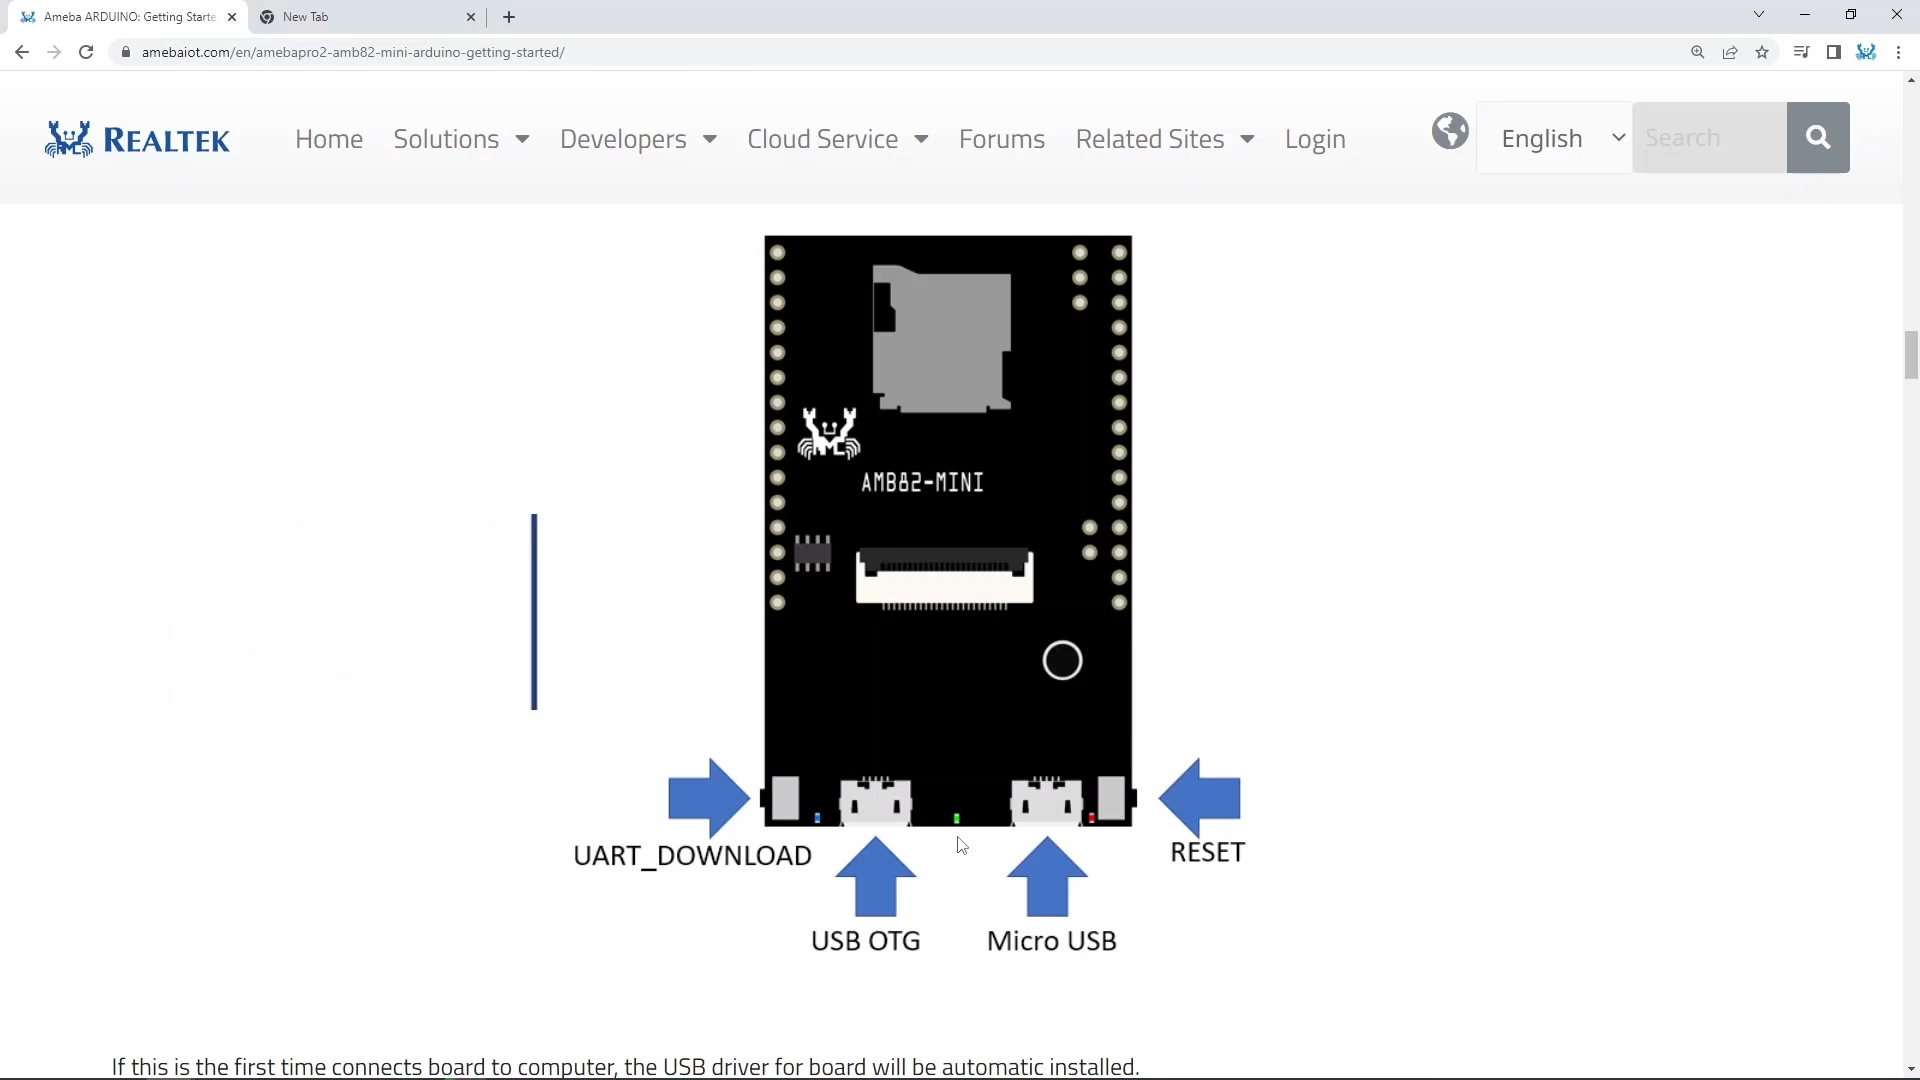 Ameba ARDUINO: Getting Starte
New Tab
amebaiot.com/en/amebapro2-amb82-mini-arduino-getting-started/
REALTEK
Home
Solutions
Developers
Cloud Service
Forums
Related Sites
Login
English
Search
AMB82-MINI
UART_DOWNLOAD
RESET
USB OTG
Micro USB
If this is the first time connects board to computer, the USB driver for board will be automatic installed.